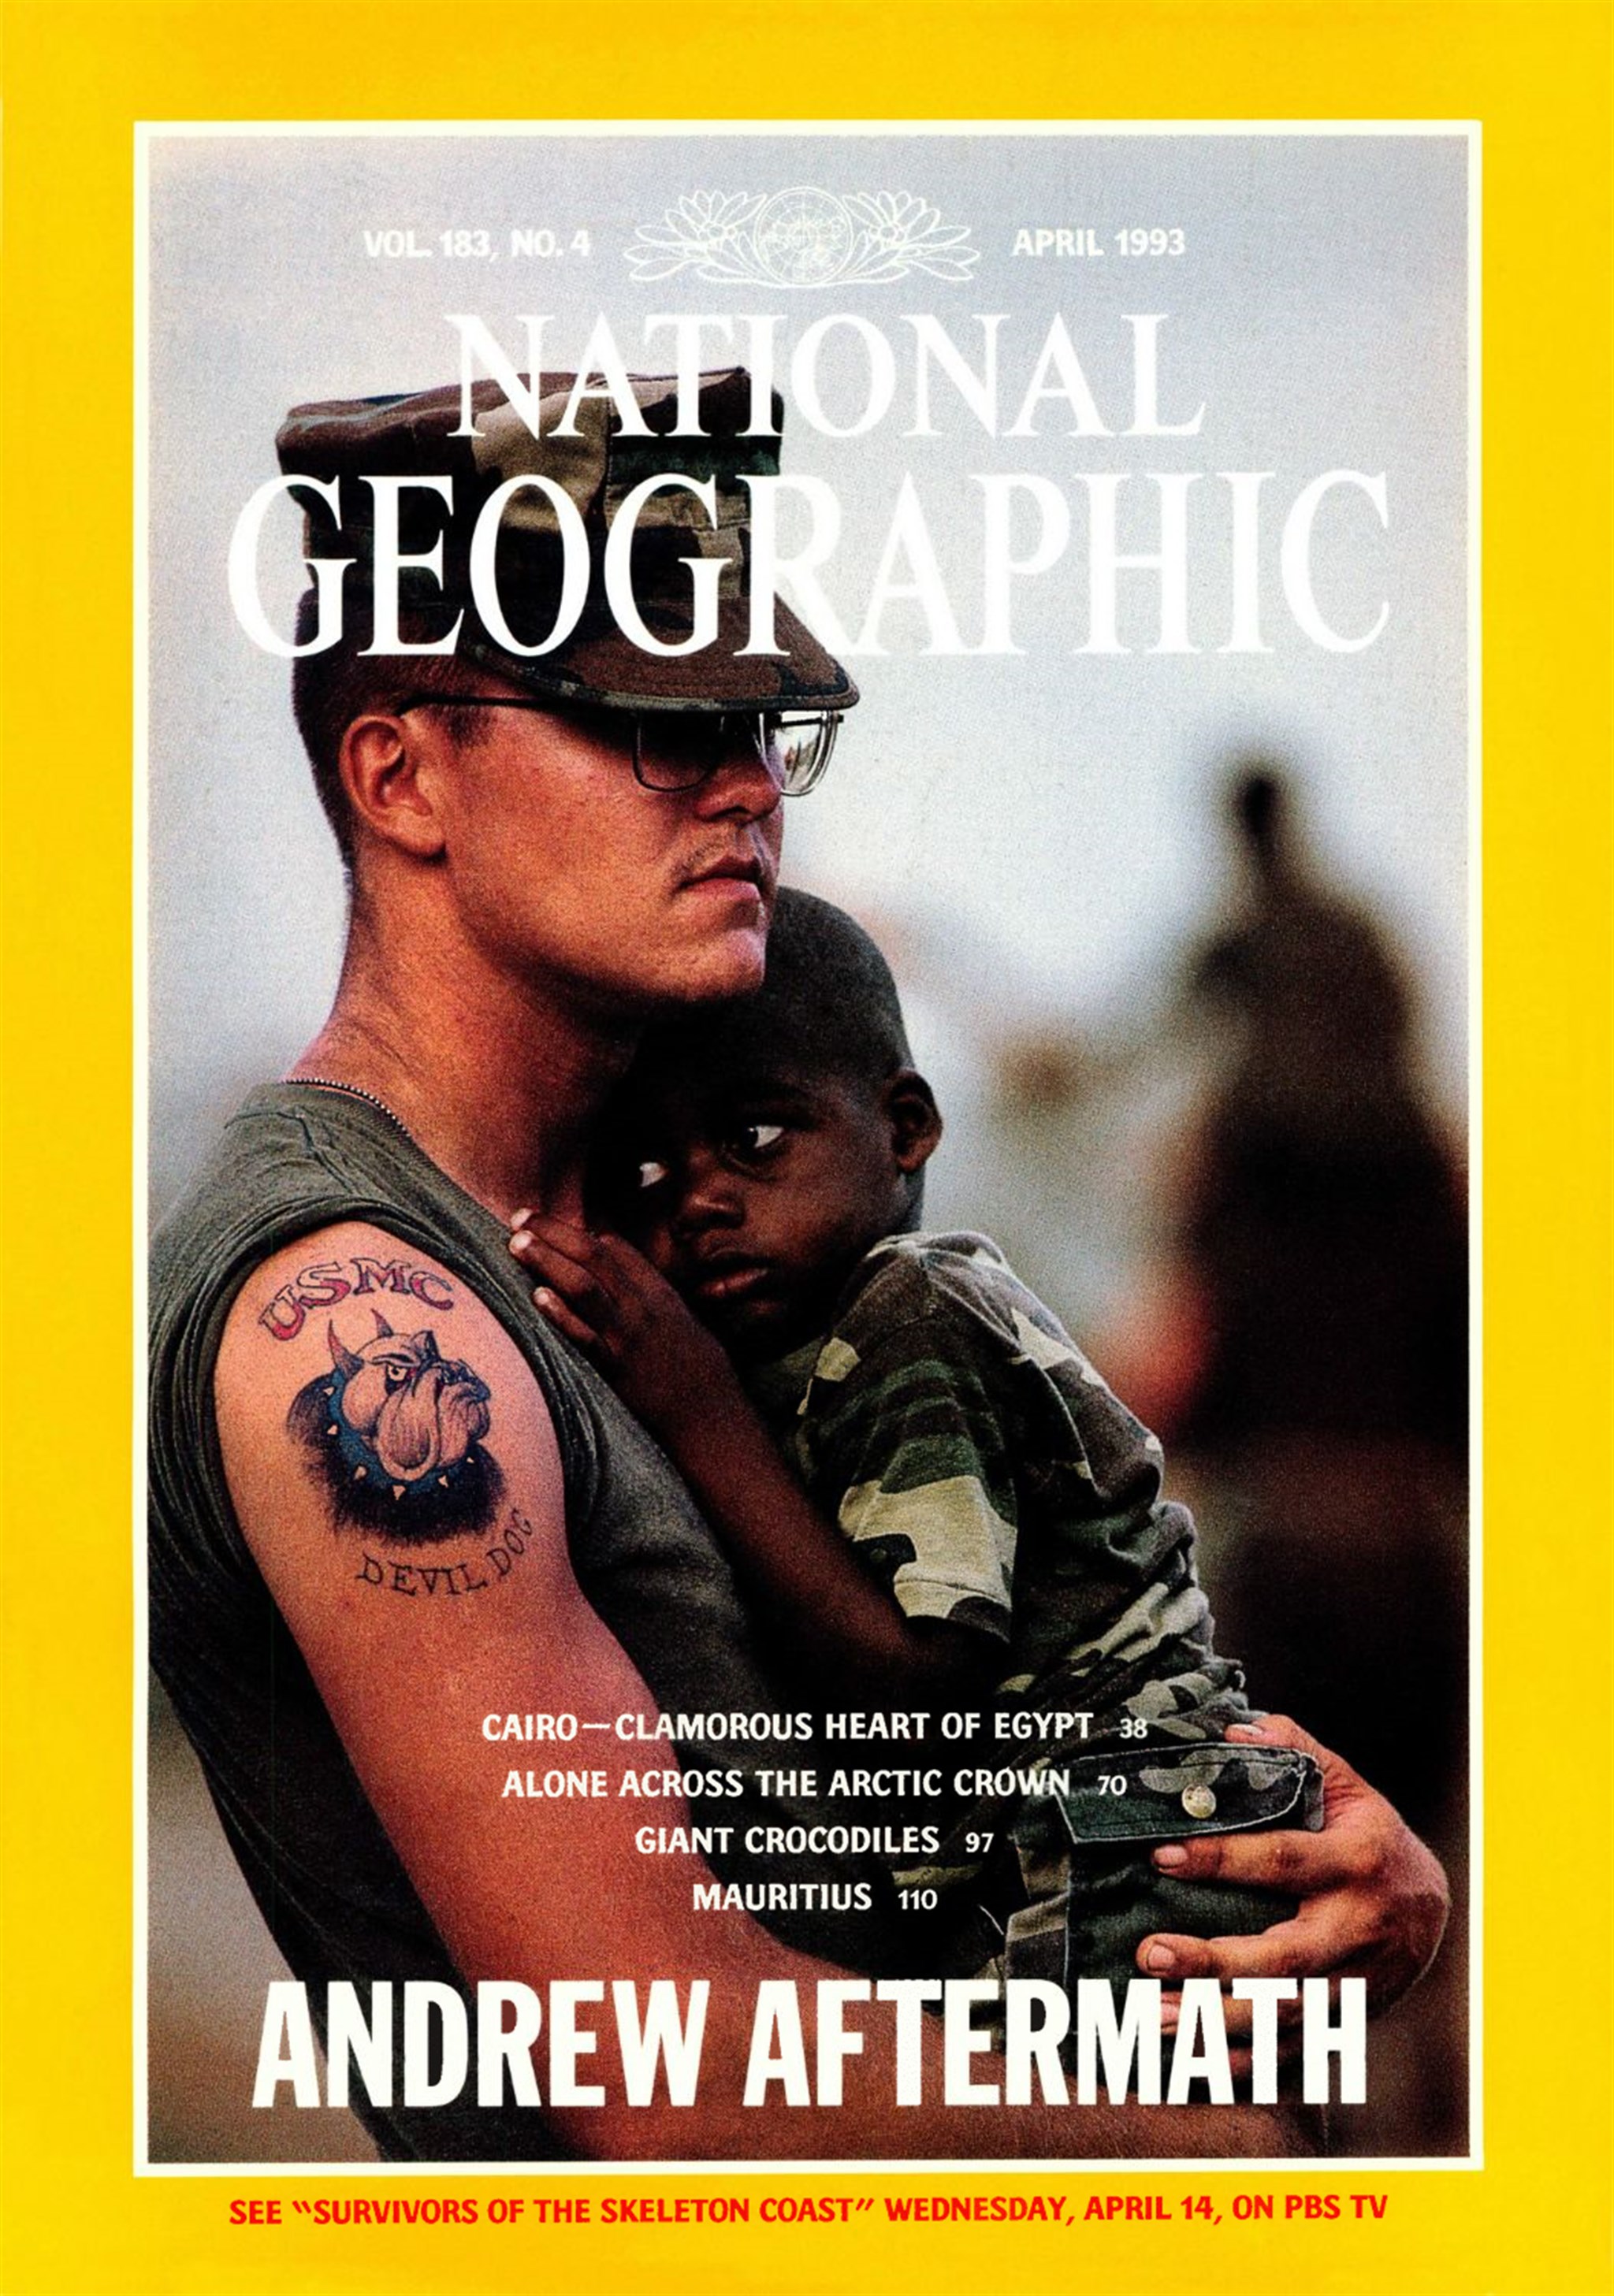 VOL. 183, NO. 4 APRIL 1993
NATIONAL
GEOGRAPHIC
USMC
DEVIL DOG
CAIRO—CLAMOROUS HEART OF EGYPT 38
ALONE ACROSS THE ARCTIC CROWN 70
GIANT CROCODILES 97
MAURITIUS 110
ANDREW AFTERMATH
SEE "SURVIVORS OF THE SKELETON COAST" WEDNESDAY, APRIL 14, ON PBS TV